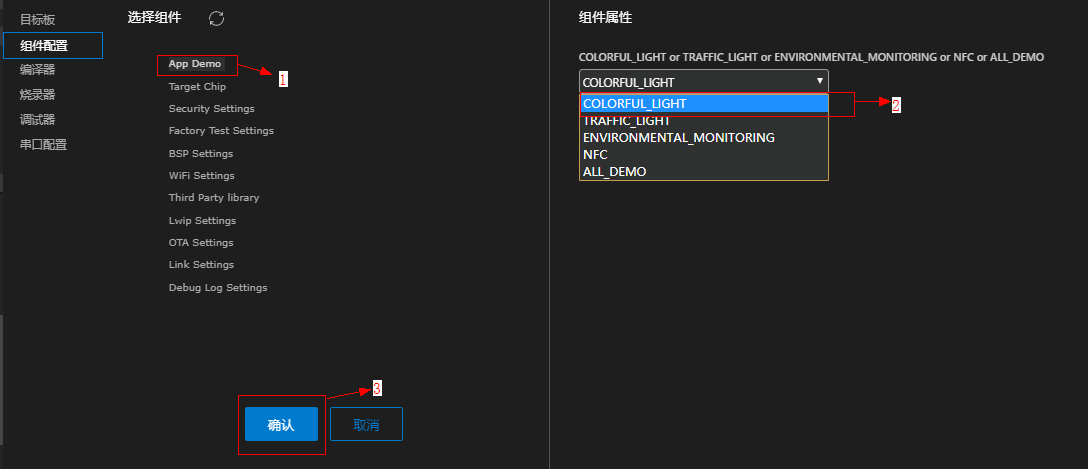 目标板
组件配置
编译器
烧录器
调试器
串口配置
选择组件
App Demo
1
Target Chip
Security Settings
Factory Test Settings
BSP Settings
WiFi Settings
Third Party library
Lwip Settings
OTA Settings
Link Settings
Debug Log Settings
3
确认
取消
组件属性
COLORFUL_LIGHT or TRAFFIC_LIGHT or ENVIRONMENTAL_MONITORING or NFC or ALL_DEMO
COLORFUL_LIGHT
COLORFUL_LIGHT
2
TRAFFIC_LIGHT
ENVIRONMENTAL_MONITORING
NFC
ALL_DEMO